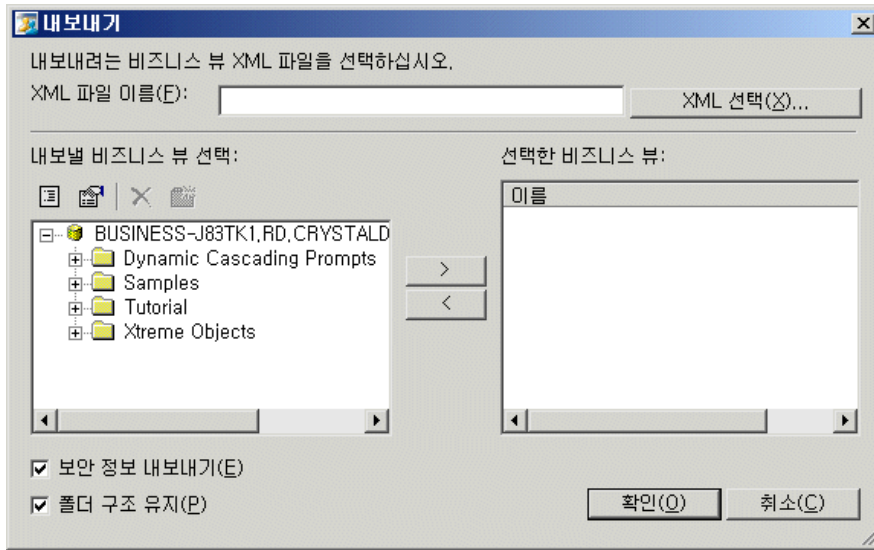 내보내기
내보내려는 비즈니스 뷰 XML 파일을 선택하십시오.
XML 파일 이름(F):
XML 선택(X)...
내보낼 비즈니스 뷰 선택:
선택한 비즈니스 뷰:
이름
BUSINESS-J83TK1.RD.CRYSTALD
Dynamic Cascading Prompts
Samples
Tutorial
Xtreme Objects
>
<
보안 정보 내보내기(E)
폴더 구조 유지(P)
확인(O)
취소(C)